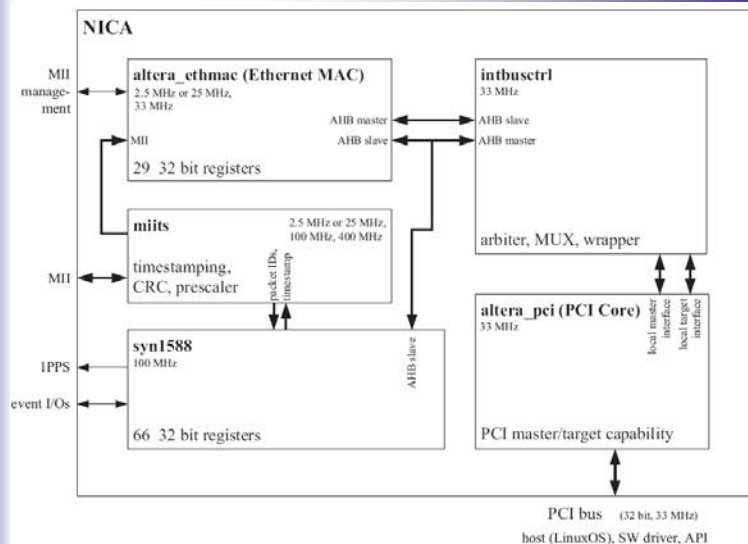 NICA
MII
manage-
ment
altera_ethmac (Ethernet MAC)
2.5 MHz or 25 MHz,
33 MHz
AHB master
MII
AHB slave
29 32 bit registers
intbusctrl
33 MHz
AHB slave
AHB master
arbiter, MUX, wrapper
miits
2.5 MHz or 25 MHz,
100 MHz, 400 MHz
MII
timestamping,
CRC, prescaler
packet IDs,
timestamp
syn1588
100 MHz
1PPS
event I/Os
AHB slave
66 32 bit registers
altera_pci (PCI Core)
33 MHz
local master
interface
local target
interface
PCI master/target capability
PCI bus (32 bit, 33 MHz)
host (LinuxOS), SW driver, API